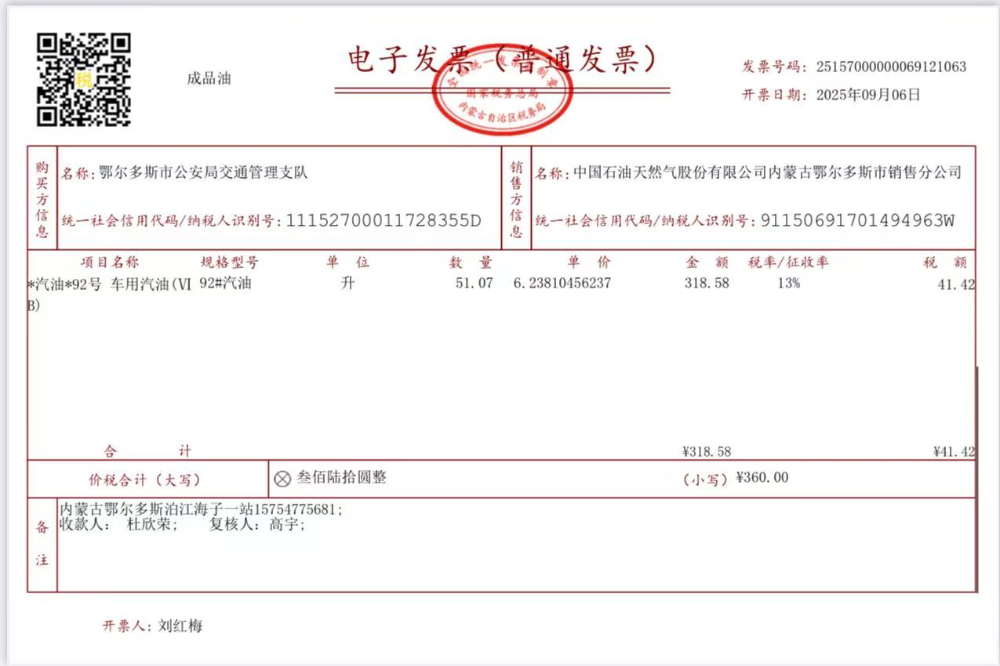 电子发票（普通发票）
税
成品油
全国统一发票监制章
国家税务总局
内蒙古自治区税务局
发票号码：25157000000069121063
开票日期：2025年09月06日
购买方信息
名称：鄂尔多斯市公安局交通管理支队
统一社会信用代码/纳税人识别号：11152700011728355D
销售方信息
名称：中国石油天然气股份有限公司内蒙古鄂尔多斯市销售分公司
统一社会信用代码/纳税人识别号：91150691701494963W
项目名称 规格型号 单 位 数 量 单 价 金 额 税率/征收率 税 额
*汽油*92号 车用汽油(VI 92#汽油 升 51.07 6.23810456237 318.58 13% 41.42
B)
合 计 ¥318.58 ¥41.42
价税合计（大写） 叁佰陆拾圆整 （小写）¥360.00
备注
内蒙古鄂尔多斯泊江海子一站15754775681;
收款人： 杜欣荣; 复核人：高宇;
开票人：刘红梅